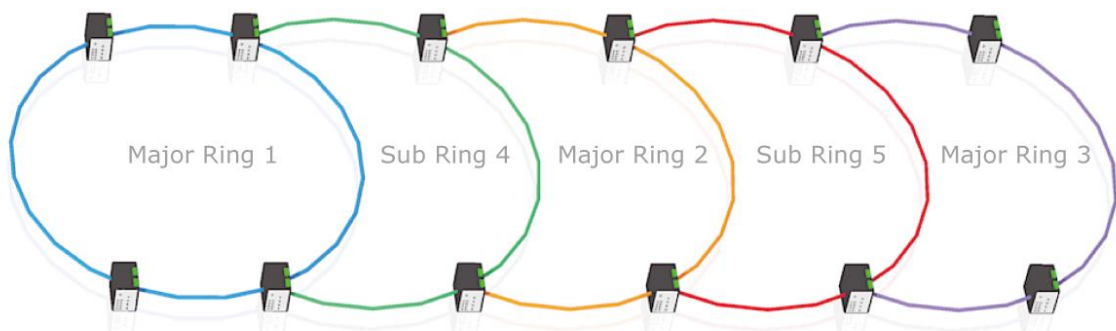 Major Ring 1
Sub Ring 4
Major Ring 2
Sub Ring 5
Major Ring 3